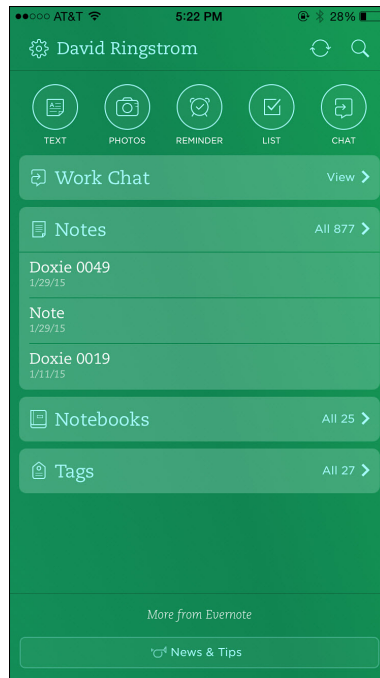 AT&T 5:22 PM 28%
David Ringstrom
TEXT PHOTOS REMINDER LIST CHAT
Work Chat View
Notes All 877
Doxie 0049
1/29/15
Note
1/29/15
Doxie 0019
1/11/15
Notebooks All 25
Tags All 27
More from Evernote
News & Tips